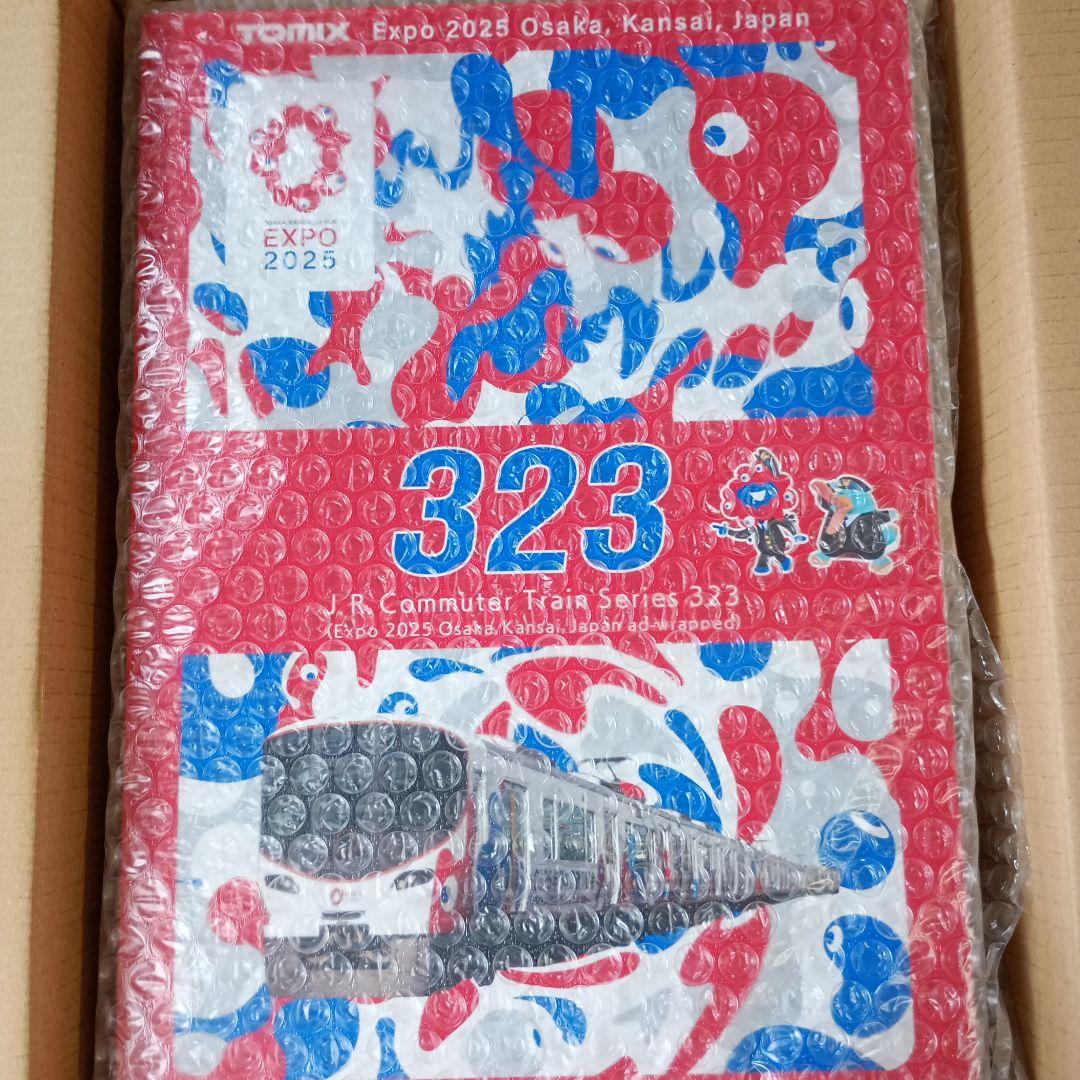 TOMIX Expo 2025 Osaka, Kansai, Japan
EXPO
2025
323
J.R. Commuter Train Series 323
(Expo 2025 Osaka, Kansai, Japan ad-wrapped)